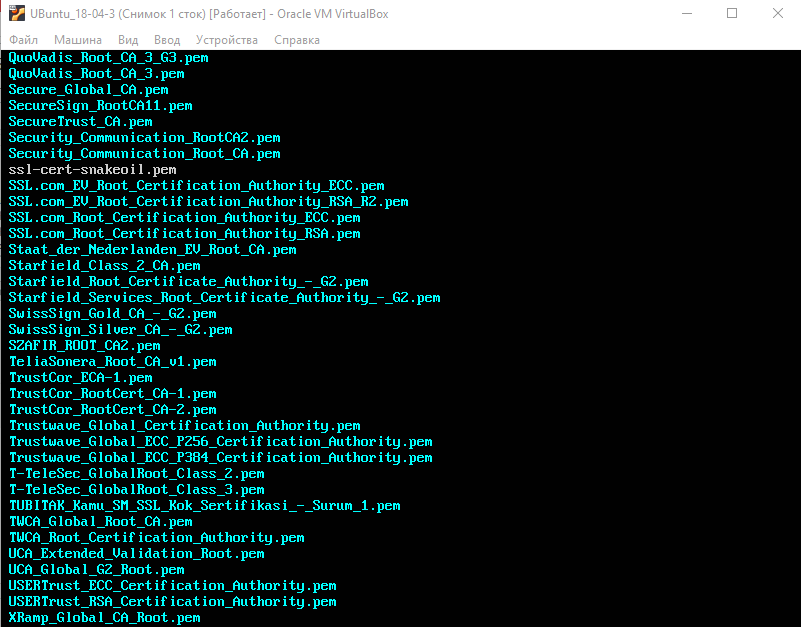 UBuntu_18-04-3 (Снимок 1 сток) [Работает] - Oracle VM VirtualBox
Файл Машина Вид Ввод Устройства Справка
QuoVadis_Root_CA_3_G3.pem
QuoVadis_Root_CA_3.pem
Secure_Global_CA.pem
SecureSign_RootCA11.pem
SecureTrust_CA.pem
Security_Communication_RootCA2.pem
Security_Communication_Root_CA.pem
ssl-cert-snakeoil.pem
SSL.com_EV_Root_Certification_Authority_ECC.pem
SSL.com_EV_Root_Certification_Authority_RSA_R2.pem
SSL.com_Root_Certification_Authority_ECC.pem
SSL.com_Root_Certification_Authority_RSA.pem
Staat_der_Nederlanden_EV_Root_CA.pem
Starfield_Class_2_CA.pem
Starfield_Root_Certificate_Authority_-_G2.pem
Starfield_Services_Root_Certificate_Authority_-_G2.pem
SwissSign_Gold_CA_-_G2.pem
SwissSign_Silver_CA_-_G2.pem
SZAFIR_ROOT_CA2.pem
TeliaSonera_Root_CA_v1.pem
TrustCor_ECA-1.pem
TrustCor_RootCert_CA-1.pem
TrustCor_RootCert_CA-2.pem
Trustwave_Global_Certification_Authority.pem
Trustwave_Global_ECC_P256_Certification_Authority.pem
Trustwave_Global_ECC_P384_Certification_Authority.pem
T-TeleSec_GlobalRoot_Class_2.pem
T-TeleSec_GlobalRoot_Class_3.pem
TUBITAK_Kamu_SM_SSL_Kok_Sertifikasi_-_Surum_1.pem
TWCA_Global_Root_CA.pem
TWCA_Root_Certification_Authority.pem
UCA_Extended_Validation_Root.pem
UCA_Global_G2_Root.pem
USERTrust_ECC_Certification_Authority.pem
USERTrust_RSA_Certification_Authority.pem
XRamp_Global_CA_Root.pem